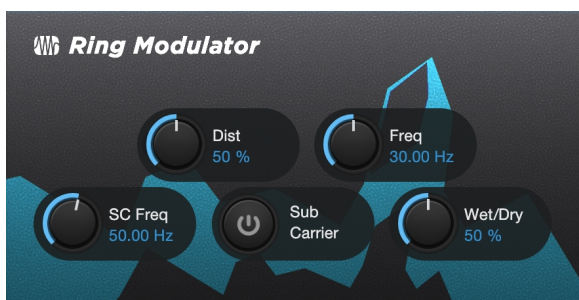 Ring Modulator
Dist
50 %
Freq
30.00 Hz
SC Freq
50.00 Hz
Sub
Carrier
Wet/Dry
50 %